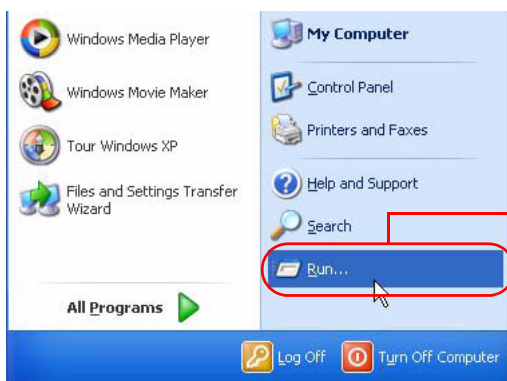 Windows Media Player
Windows Movie Maker
Tour Windows XP
Files and Settings Transfer
Wizard
All Programs
My Computer
Control Panel
Printers and Faxes
Help and Support
Search
Run...
Log Off
Turn Off Computer